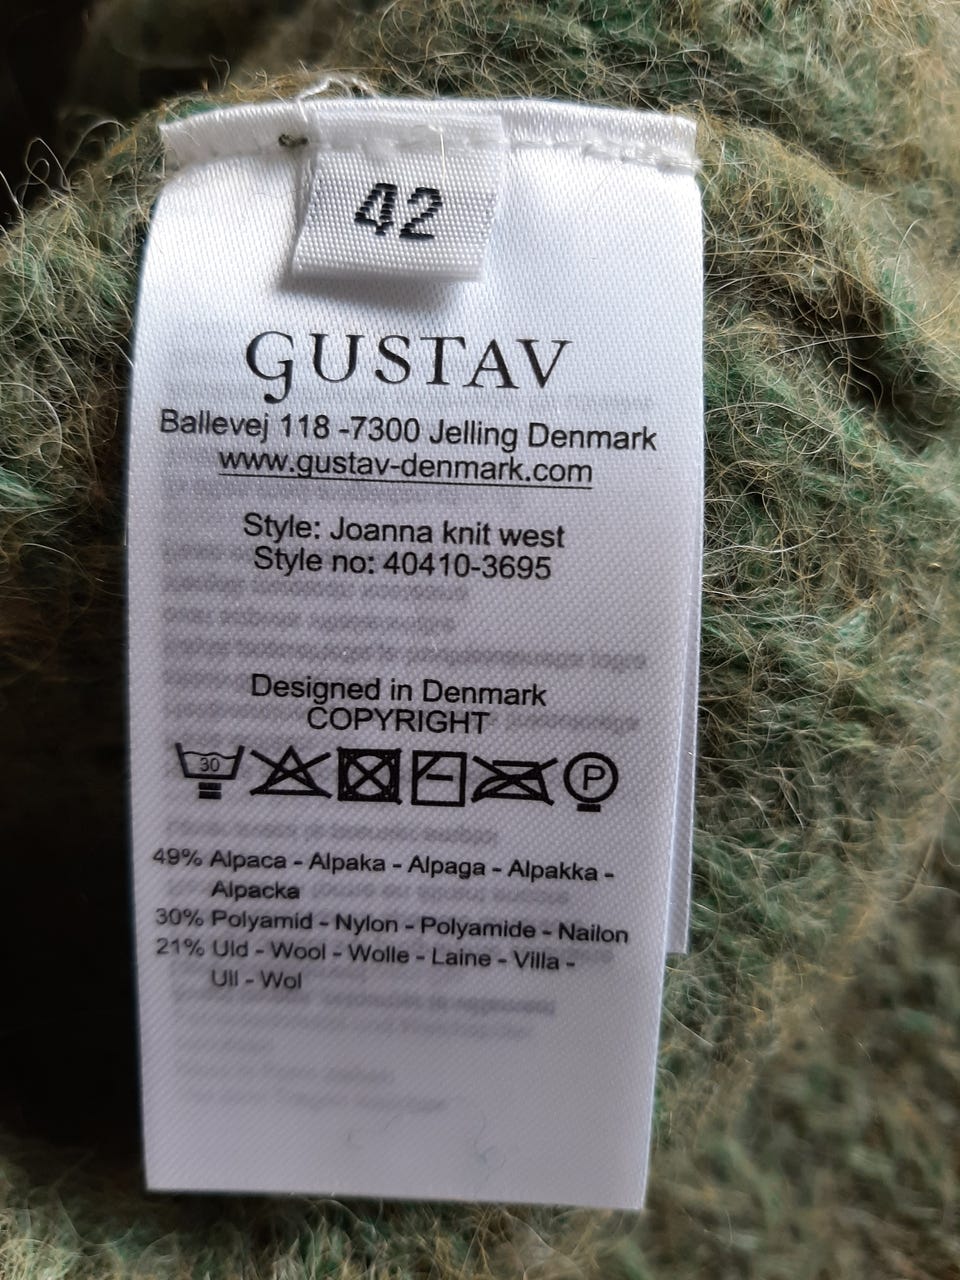 42
GUSTAV
Ballevej 118 -7300 Jelling Denmark
www.gustav-denmark.com
Style: Joanna knit west
Style no: 40410-3695
Designed in Denmark
COPYRIGHT
30
P
49% Alpaca - Alpaka - Alpaga - Alpakka -
Alpacka
30% Polyamid - Nylon - Polyamide - Nailon
21% Uld - Wool - Wolle - Laine - Villa -
Ull - Wol